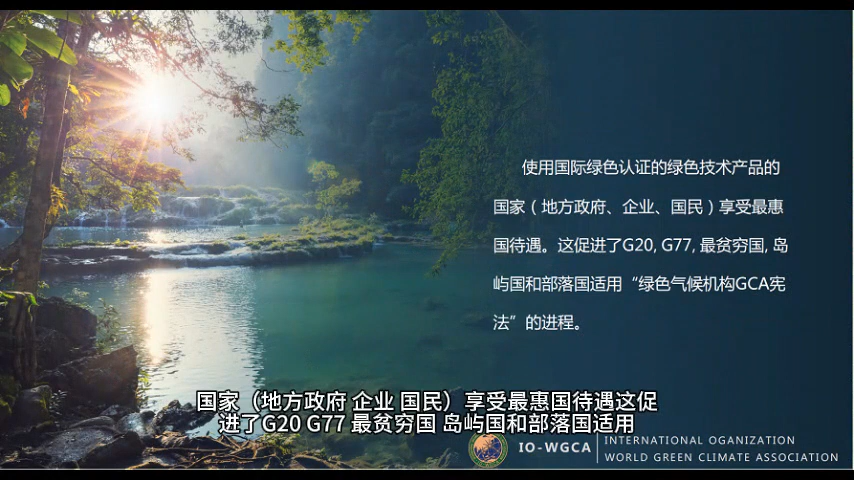 使用国际绿色认证的绿色技术产品的
国家（地方政府、企业、国民）享受最惠
国待遇。这促进了G20, G77, 最贫穷国, 岛
屿国和部落国适用“绿色气候机构GCA宪
法”的进程。
国家（地方政府 企业 国民）享受最惠国待遇这促
进了G20 G77 最贫穷国 岛屿国和部落国适用
IO-WGCA
INTERNATIONAL OGANIZATION
WORLD GREEN CLIMATE ASSOCIATION